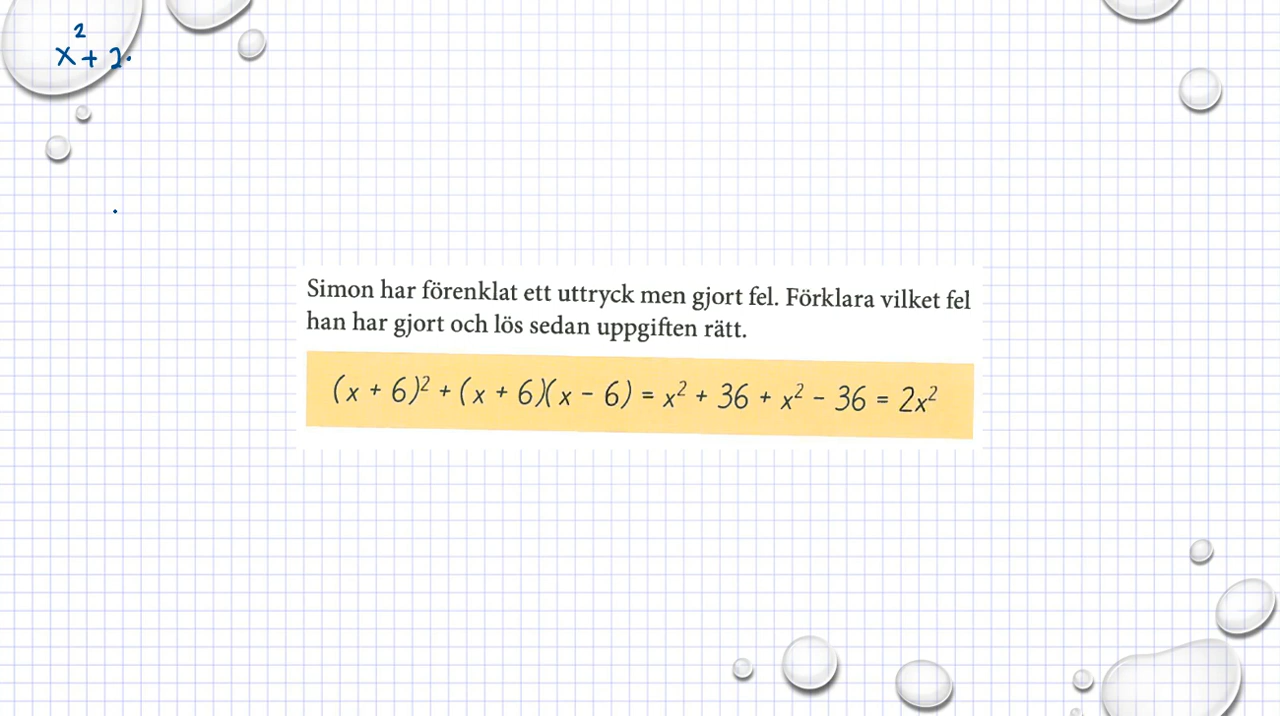 x² + 2·
Simon har förenklat ett uttryck men gjort fel. Förklara vilket fel
han har gjort och lös sedan uppgiften rätt.
(x + 6)² + (x + 6)(x − 6) = x² + 36 + x² − 36 = 2x²